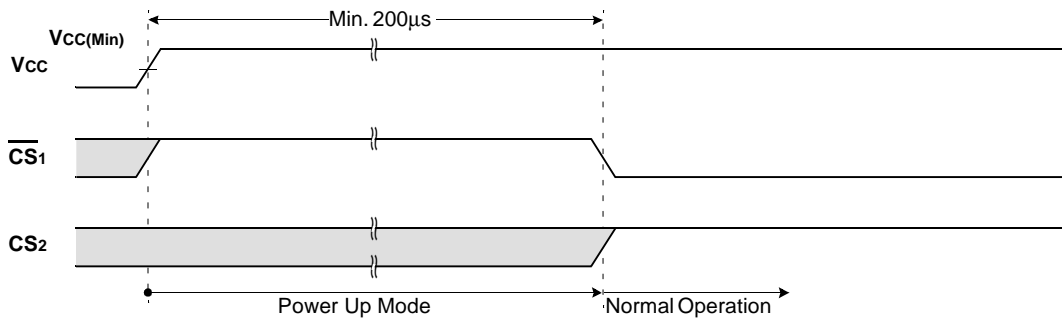 Min. 200μs
VCC(Min)
VCC
CS1
CS2
Power Up Mode
Normal Operation